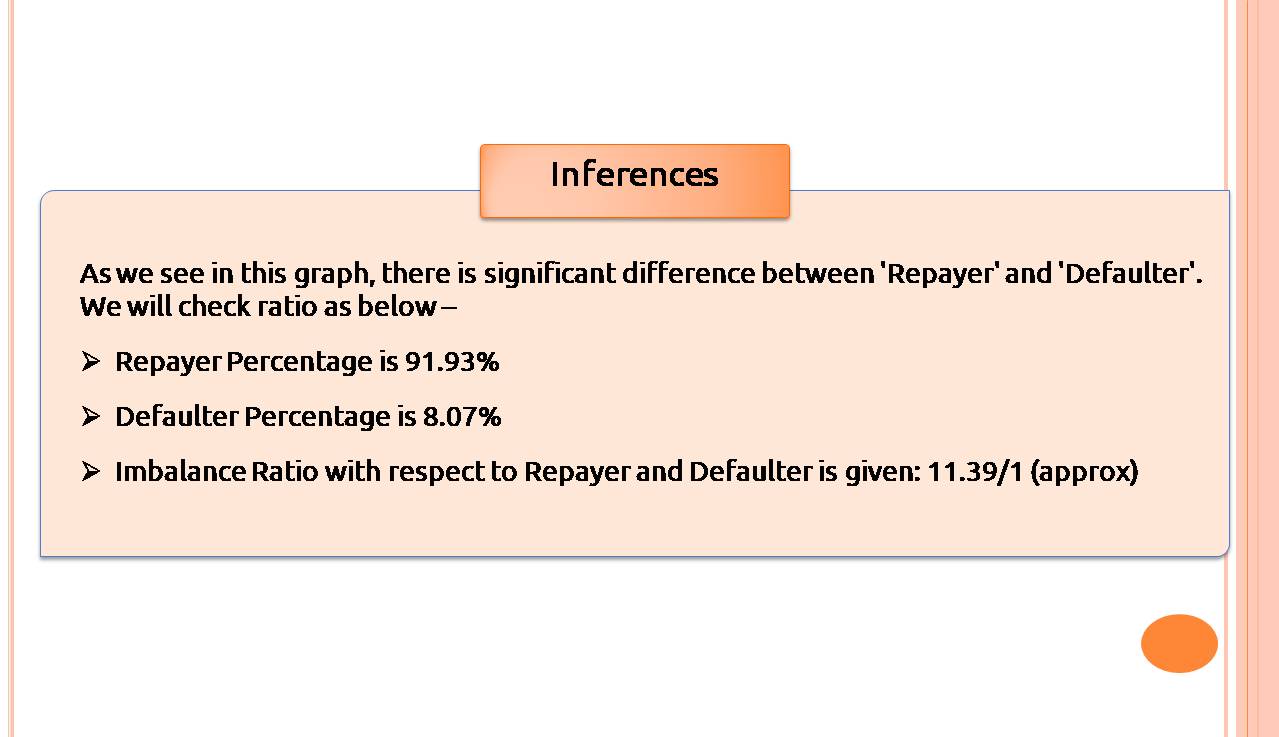 Inferences
As we see in this graph, there is significant difference between 'Repayer' and 'Defaulter'.
We will check ratio as below –
➢ Repayer Percentage is 91.93%
➢ Defaulter Percentage is 8.07%
➢ Imbalance Ratio with respect to Repayer and Defaulter is given: 11.39/1 (approx)